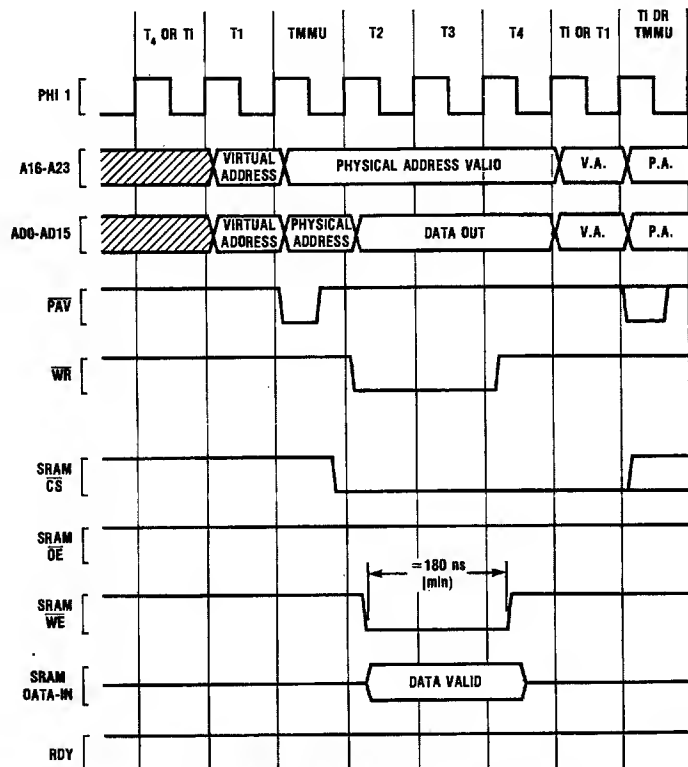 T4 OR TI T1 TMMU T2 T3 T4 TI OR T1 TI OR TMMU
PHI 1
A16-A23
VIRTUAL ADDRESS
PHYSICAL ADDRESS VALID
V.A.
P.A.
AD0-AD15
VIRTUAL ADDRESS
PHYSICAL ADDRESS
DATA OUT
V.A.
P.A.
PAV
WR
SRAM
CS
SRAM
OE
≈180 ns
(min)
SRAM
WE
SRAM
DATA-IN
DATA VALID
RDY